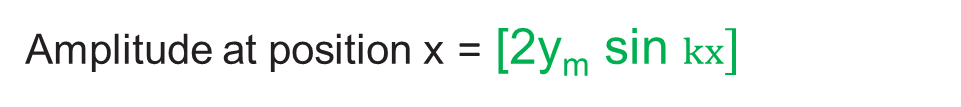 Amplitude at position x = [2yₘ sin kx]